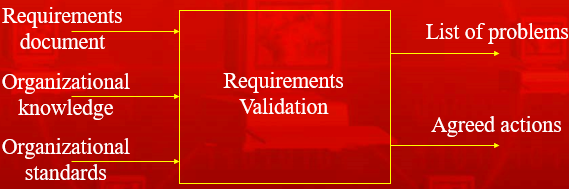 Requirements
document
Organizational
knowledge
Organizational
standards
Requirements
Validation
List of problems
Agreed actions